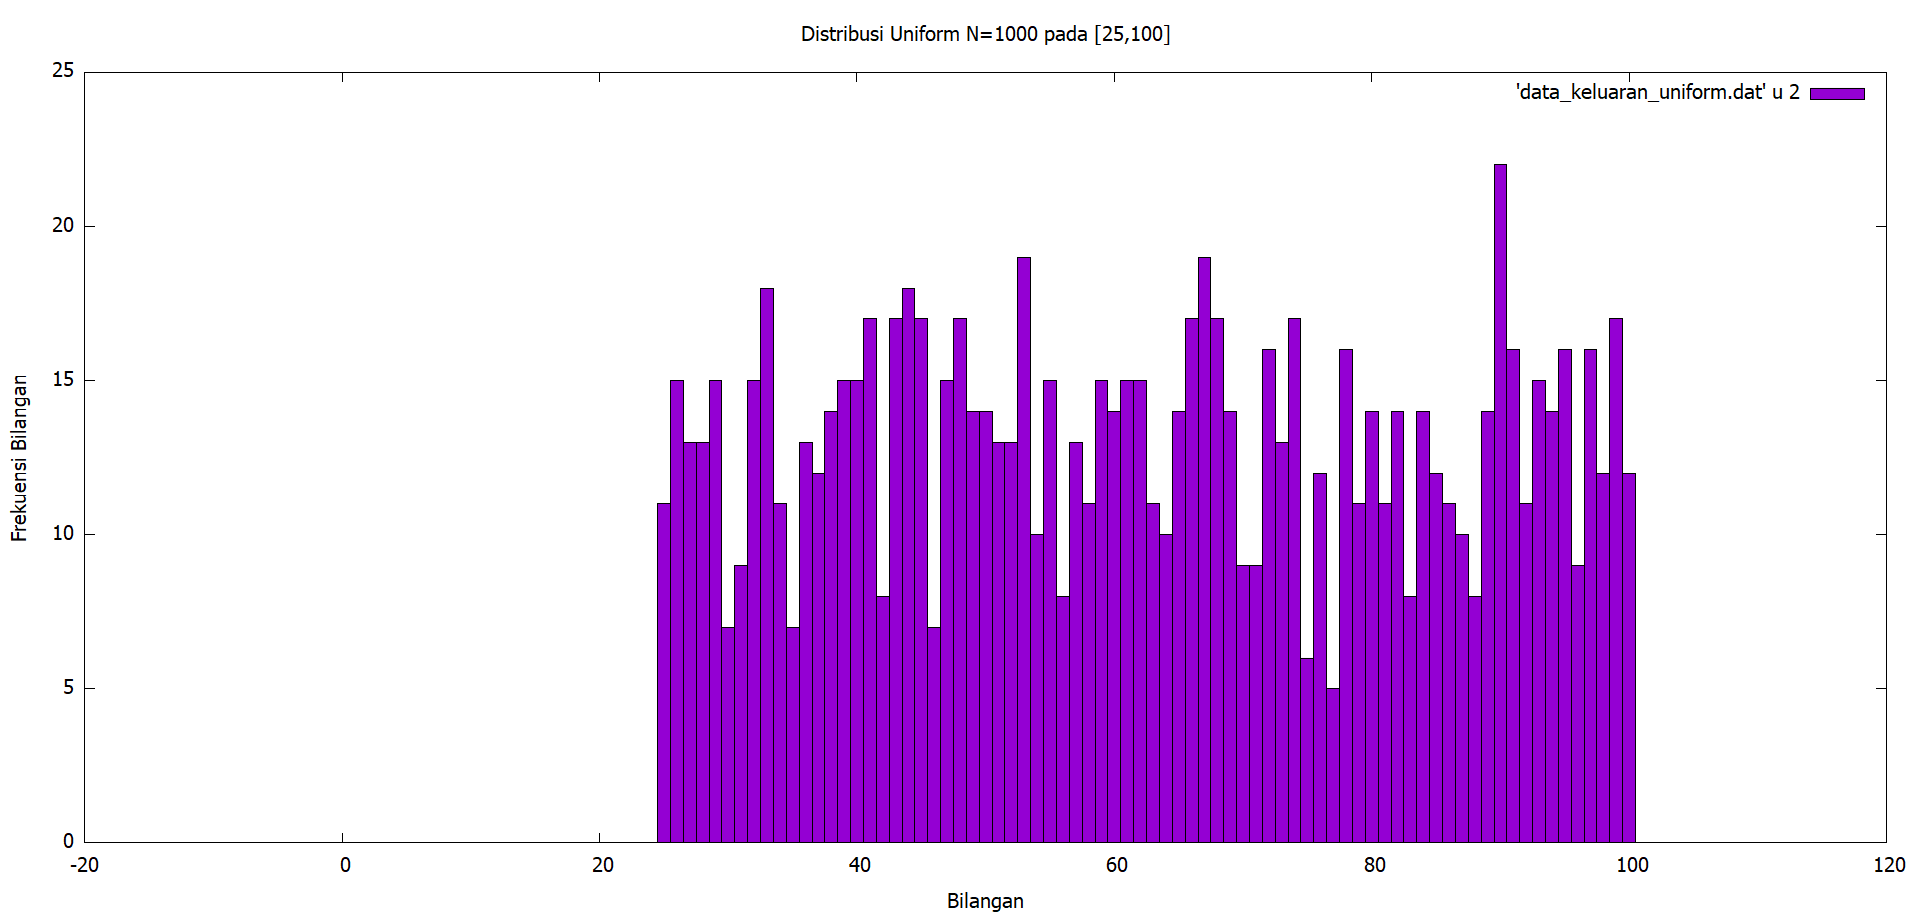 Distribusi Uniform N=1000 pada [25,100]
'data_keluaran_uniform.dat' u 2
25
20
15
10
5
0
Frekuensi Bilangan
-20 0 20 40 60 80 100 120
Bilangan